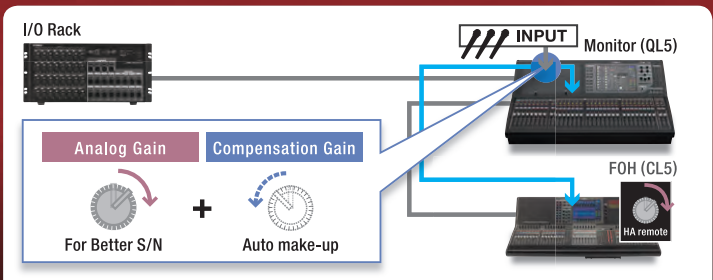 I/O Rack
INPUT
Monitor (QL5)
Analog Gain
Compensation Gain
+
For Better S/N
Auto make-up
FOH (CL5)
HA remote